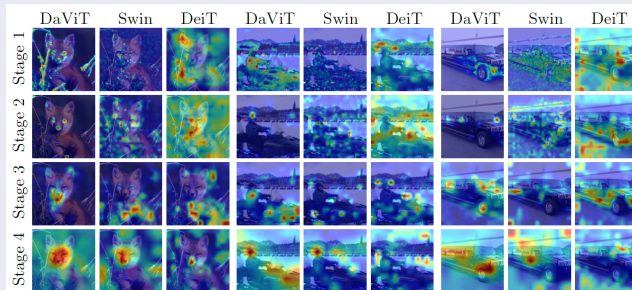 DaViT Swin DeiT DaViT Swin DeiT DaViT Swin DeiT
Stage 1
Stage 2
Stage 3
Stage 4